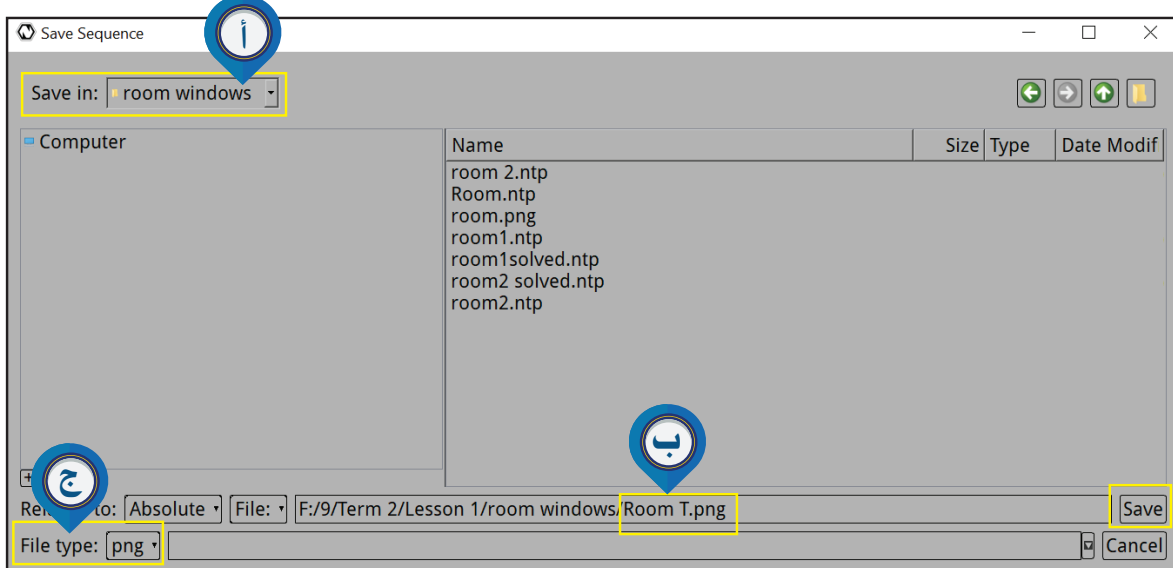 Save Sequence
أ
Save in: room windows
Computer
Name Size Type Date Modif
room 2.ntp
Room.ntp
room.png
room1.ntp
room1solved.ntp
room2 solved.ntp
room2.ntp
ب
ج
to: Absolute File: F:/9/Term 2/Lesson 1/room windows/Room T.png Save
File type: png Cancel